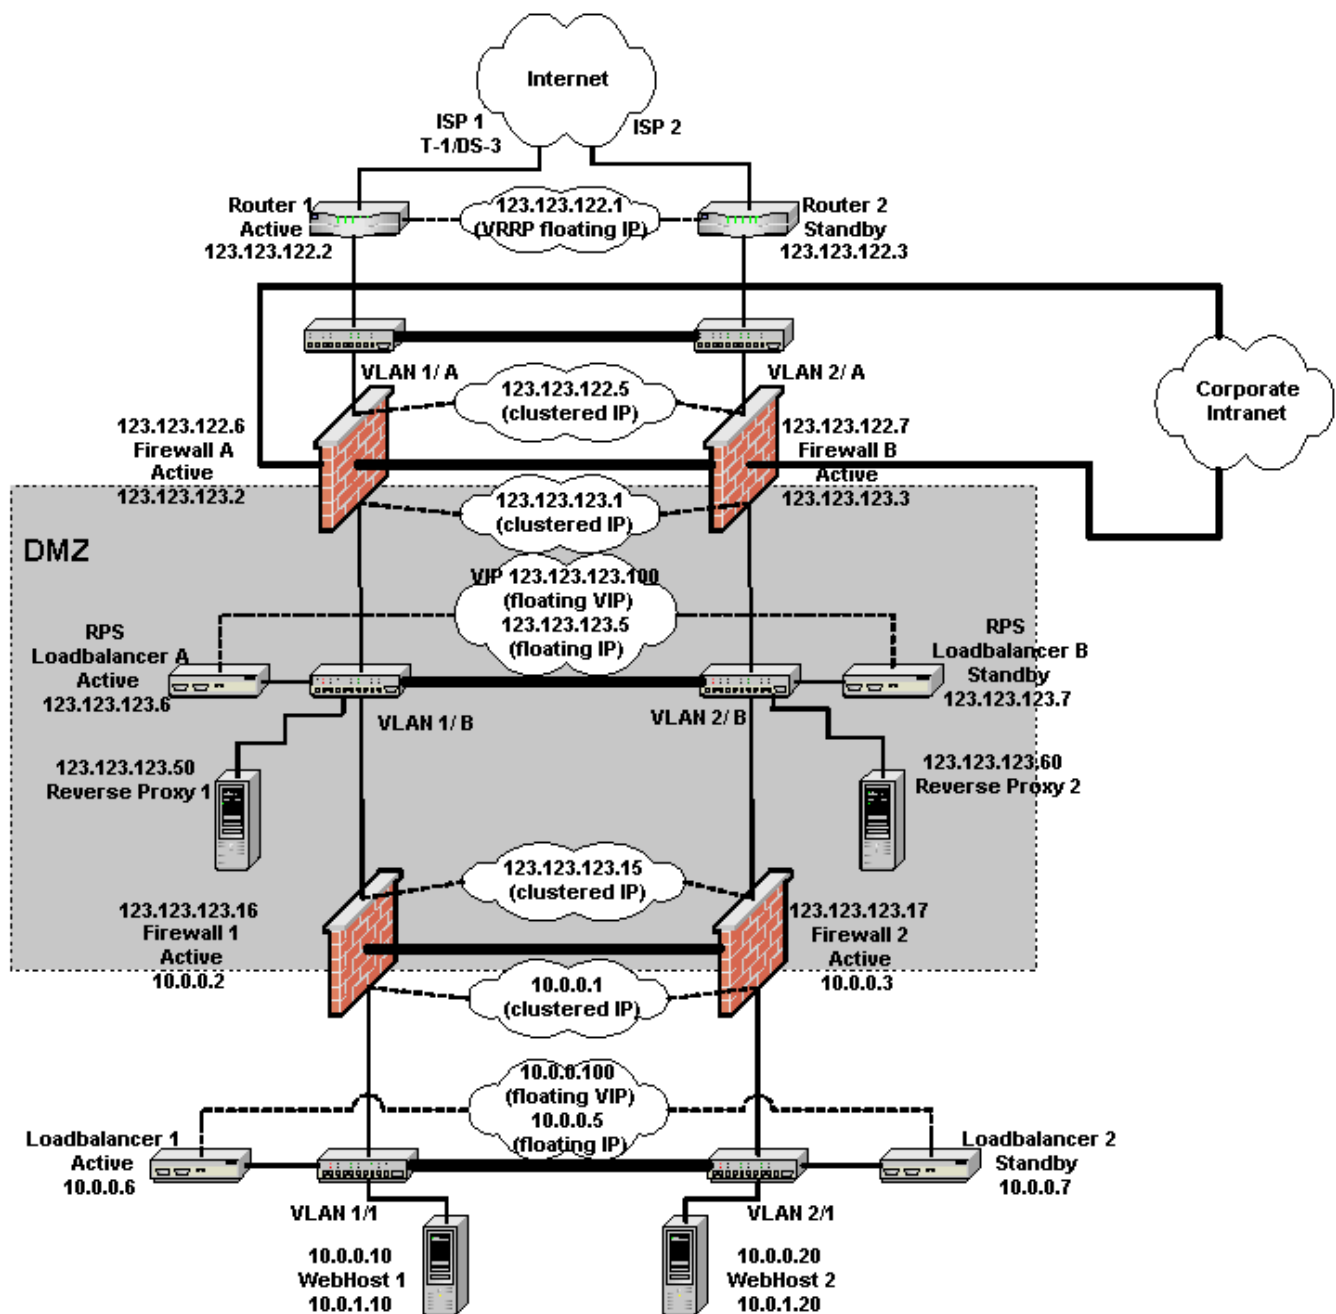 Internet
ISP 1
T-1/DS-3
ISP 2
Router 1
Active
123.123.122.2
123.123.122.1
(VRRP floating IP)
Router 2
Standby
123.123.122.3
VLAN 1/ A
VLAN 2/ A
123.123.122.5
(clustered IP)
Corporate
Intranet
123.123.122.6
Firewall A
Active
123.123.123.2
123.123.122.7
Firewall B
Active
123.123.123.3
123.123.123.1
(clustered IP)
DMZ
VIP 123.123.123.100
(floating VIP)
123.123.123.5
(floating IP)
RPS
Loadbalancer A
Active
123.123.123.6
RPS
Loadbalancer B
Standby
123.123.123.7
VLAN 1/ B
VLAN 2/ B
123.123.123.50
Reverse Proxy 1
123.123.123.60
Reverse Proxy 2
123.123.123.15
(clustered IP)
123.123.123.16
Firewall 1
Active
10.0.0.2
123.123.123.17
Firewall 2
Active
10.0.0.3
10.0.0.1
(clustered IP)
10.0.0.100
(floating VIP)
10.0.0.5
(floating IP)
Loadbalancer 1
Active
10.0.0.6
Loadbalancer 2
Standby
10.0.0.7
VLAN 1/1
VLAN 2/1
10.0.0.10
WebHost 1
10.0.1.10
10.0.0.20
WebHost 2
10.0.1.20